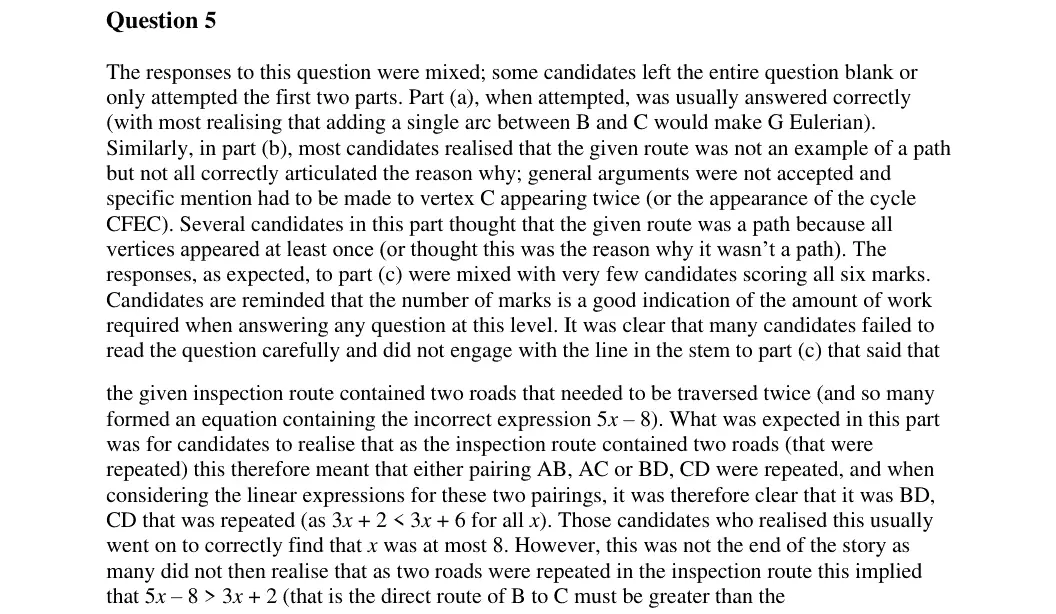 Question 5
The responses to this question were mixed; some candidates left the entire question blank or
only attempted the first two parts. Part (a), when attempted, was usually answered correctly
(with most realising that adding a single arc between B and C would make G Eulerian).
Similarly, in part (b), most candidates realised that the given route was not an example of a path
but not all correctly articulated the reason why; general arguments were not accepted and
specific mention had to be made to vertex C appearing twice (or the appearance of the cycle
CFEC). Several candidates in this part thought that the given route was a path because all
vertices appeared at least once (or thought this was the reason why it wasn’t a path). The
responses, as expected, to part (c) were mixed with very few candidates scoring all six marks.
Candidates are reminded that the number of marks is a good indication of the amount of work
required when answering any question at this level. It was clear that many candidates failed to
read the question carefully and did not engage with the line in the stem to part (c) that said that
the given inspection route contained two roads that needed to be traversed twice (and so many
formed an equation containing the incorrect expression 5x – 8). What was expected in this part
was for candidates to realise that as the inspection route contained two roads (that were
repeated) this therefore meant that either pairing AB, AC or BD, CD were repeated, and when
considering the linear expressions for these two pairings, it was therefore clear that it was BD,
CD that was repeated (as 3x + 2 < 3x + 6 for all x). Those candidates who realised this usually
went on to correctly find that x was at most 8. However, this was not the end of the story as
many did not then realise that as two roads were repeated in the inspection route this implied
that 5x – 8 > 3x + 2 (that is the direct route of B to C must be greater than the